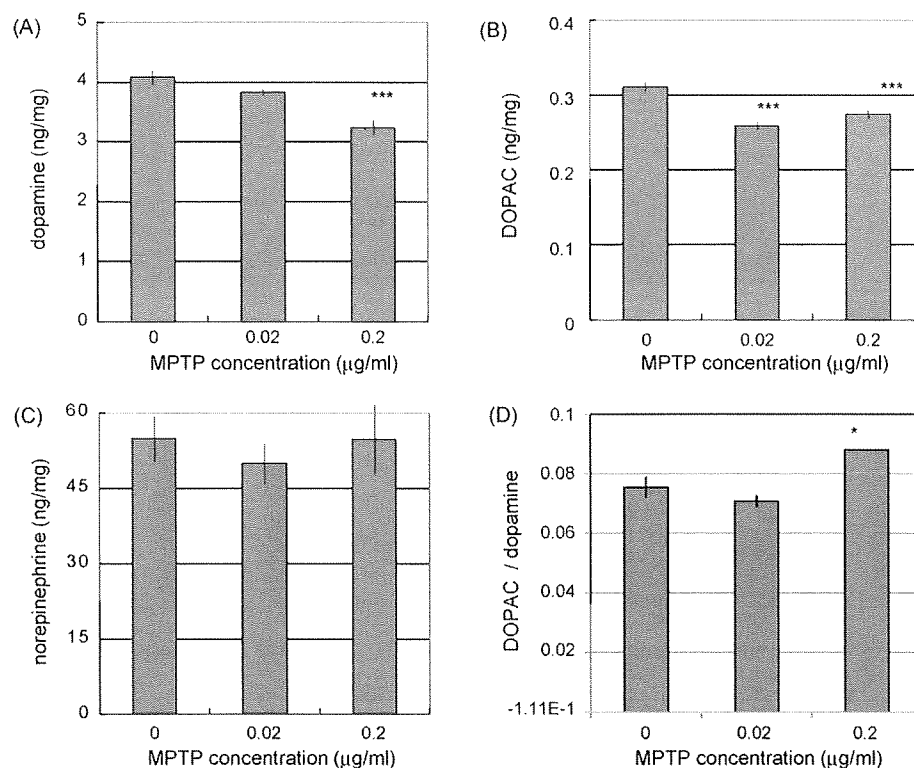 (A)
5
4
3
2
1
0
dopamine (ng/mg)
***
0 0.02 0.2
MPTP concentration (μg/ml)
(B)
0.4
0.3
0.2
0.1
0
DOPAC (ng/mg)
*** ***
0 0.02 0.2
MPTP concentration (μg/ml)
(C)
60
45
30
15
0
norepinephrine (ng/mg)
0 0.02 0.2
MPTP concentration (μg/ml)
(D)
0.1
0.08
0.06
0.04
0.02
-1.11E-1
DOPAC / dopamine
*
0 0.02 0.2
MPTP concentration (μg/ml)